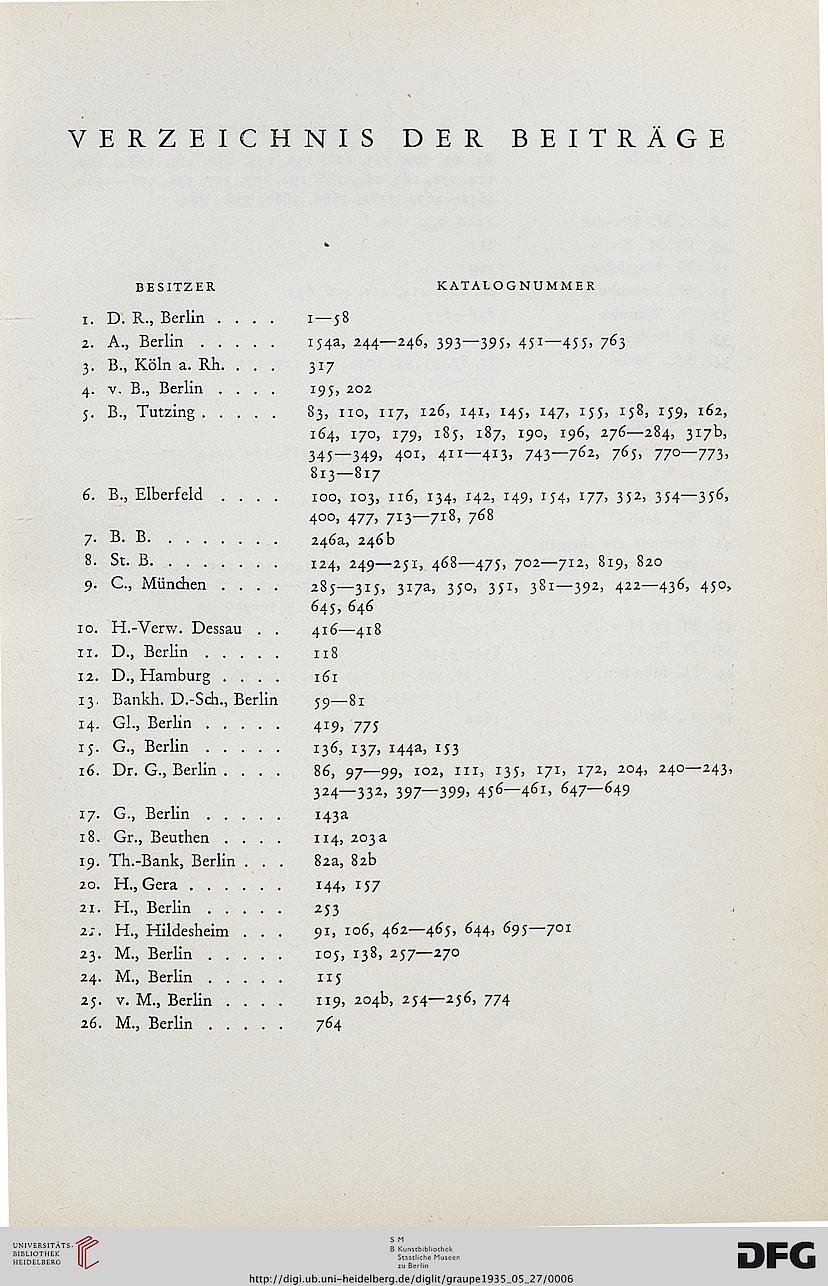 VERZEICHNIS DER BEITRÄGE
BESITZER KATALOGNUMMER
1. D. R., Berlin . . . . 1—58
2. A., Berlin . . . . . 154a, 244—246, 393—395, 451—455, 763
3. B., Köln a. Rh. . . . 317
4. v. B., Berlin . . . . 195, 202
5. B., Tutzing . . . . . 83, 110, 117, 126, 141, 145, 147, 155, 158, 159, 162,
164, 170, 179, 185, 187, 190, 196, 276—284, 317b,
345—349, 401, 411—413, 743—762, 765, 770—773,
813—817
6. B., Elberfeld . . . . 100, 103, 116, 134, 142, 149, 154, 177, 352, 354—356,
400, 477, 713—718, 768
7. B. B. . . . . . . . . 246a, 246b
8. St. B. . . . . . . . . 124, 249—251, 468—475, 702—712, 819, 820
9. C., München . . . . 285—315, 317a, 350, 351, 381—392, 422—436, 450,
645, 646
10. H.-Verw. Dessau . . 416—418
11. D., Berlin . . . . . 118
12. D., Hamburg . . . . 161
13. Bankh. D.-Sch., Berlin 59—81
14. Gl., Berlin . . . . . 419, 775
15. G., Berlin . . . . . 136, 137, 144a, 153
16. Dr. G., Berlin . . . . 86, 97—99, 102, 111, 135, 171, 172, 204, 240—243,
324—332, 397—399, 456—461, 647—649
17. G., Berlin . . . . . 143a
18. Gr., Beuthen . . . . 114, 203a
19. Th.-Bank, Berlin . . . 82a, 82b
20. H., Gera . . . . . . 144, 157
21. H., Berlin . . . . . 253
22. H., Hildesheim . . . 91, 106, 462—465, 644, 695—701
23. M., Berlin . . . . . 105, 138, 257—270
24. M., Berlin . . . . . 115
25. v. M., Berlin . . . . 119, 204b, 254—256, 774
26. M., Berlin . . . . . 764
UNIVERSITÄTS-
BIBLIOTHEK
HEIDELBERG
S M
B Kunstbibliothek
Staatliche Museen
zu Berlin
DFG
http://digi.ub.uni-heidelberg.de/diglit/graupe1935_05_27/0006